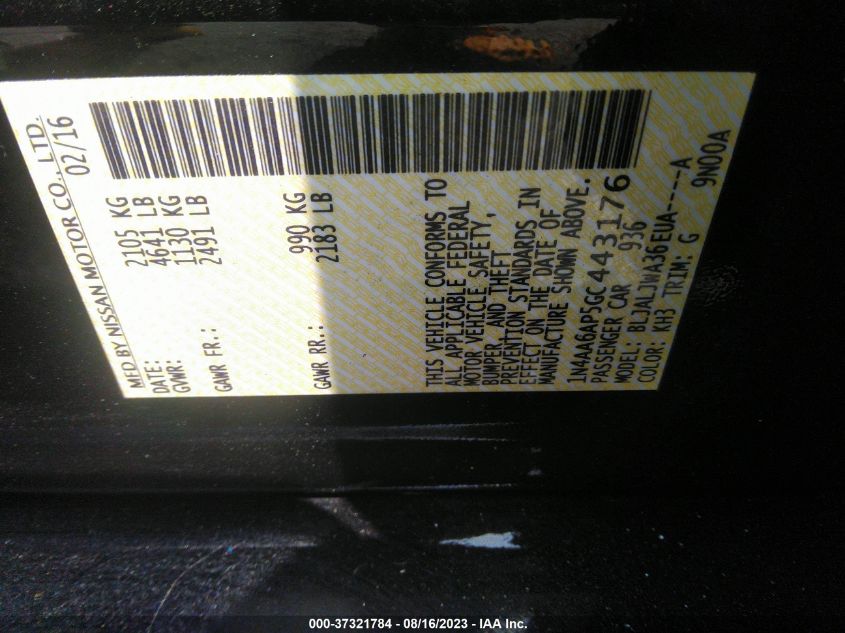 MFD BY NISSAN MOTOR CO., LTD.
DATE: 02/16
GVWR: 2105 KG
4641 LB
GAWR FR.: 1130 KG
2491 LB
GAWR RR.: 990 KG
2183 LB
THIS VEHICLE CONFORMS TO
ALL APPLICABLE FEDERAL
MOTOR VEHICLE SAFETY,
BUMPER, AND THEFT
PREVENTION STANDARDS IN
EFFECT ON THE DATE OF
MANUFACTURE SHOWN ABOVE.
1N4AA6AP5GC443176
PASSENGER CAR 936
MODEL: BLJALJWA36EUA----A
COLOR: KH3 TRIM: G 9N00A
000-37321784 - 08/16/2023 - IAA Inc.